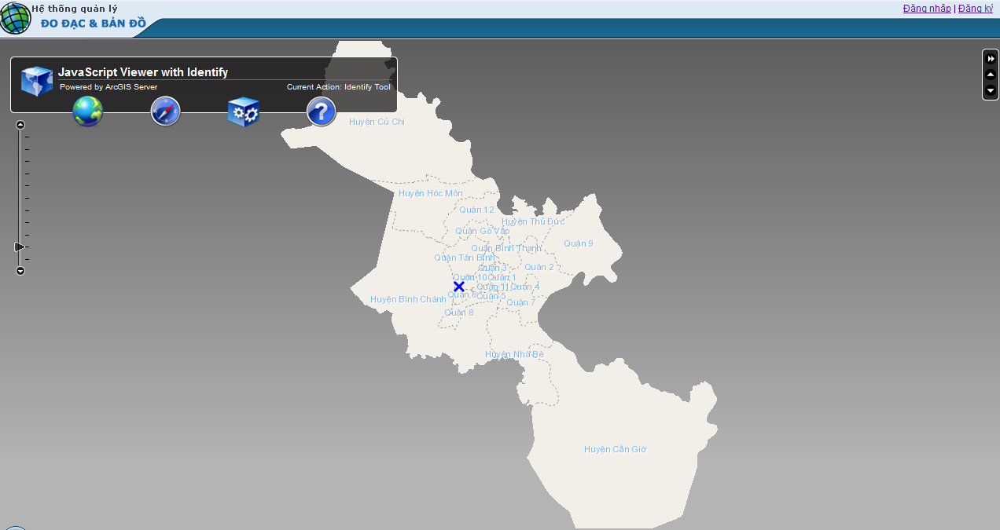 Hệ thống quản lý
ĐO ĐẠC & BẢN ĐỒ
Đăng nhập | Đăng ký
JavaScript Viewer with Identify
Powered by ArcGIS Server
Current Action: Identify Tool
Huyện Củ Chi
Huyện Hóc Môn
Quận 12
Huyện Thủ Đức
Quận Gò Vấp
Quận 9
Quận Bình Thạnh
Quận Tân Bình
Quận 3
Quận 2
Quận 10
Quận 1
Quận 11
Quận 4
Quận 6
Quận 5
Huyện Bình Chánh
Quận 7
Quận 8
Huyện Nhà Bè
Huyện Cần Giờ